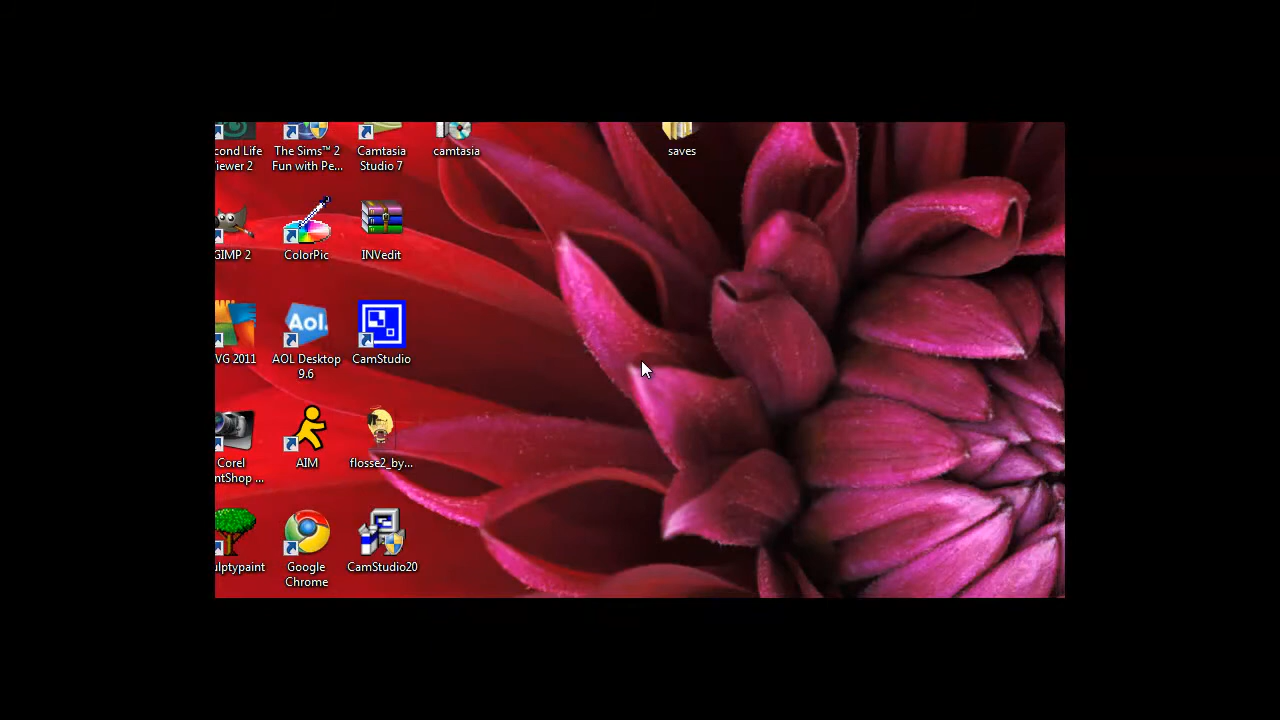 cond Life
iewer 2
The Sims™ 2
Fun with Pe...
Camtasia
Studio 7
camtasia
saves
GIMP 2
ColorPic
INVedit
VG 2011
Aol.
AOL Desktop
9.6
CamStudio
Corel
ntShop ...
AIM
flosse2_by...
ulptypaint
Google
Chrome
CamStudio20